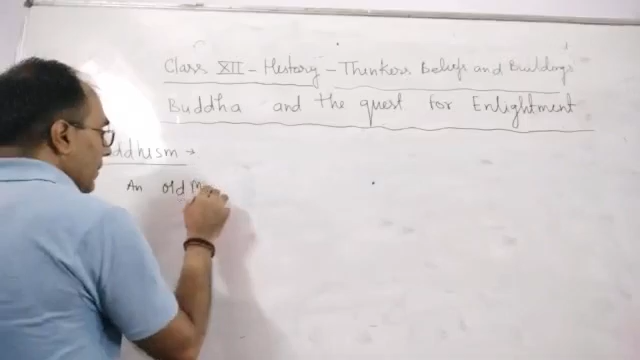 Class XII - History - Thinkers Beliefs and Buildings
Buddha and the quest for Enlightment
ddhism →
An old m